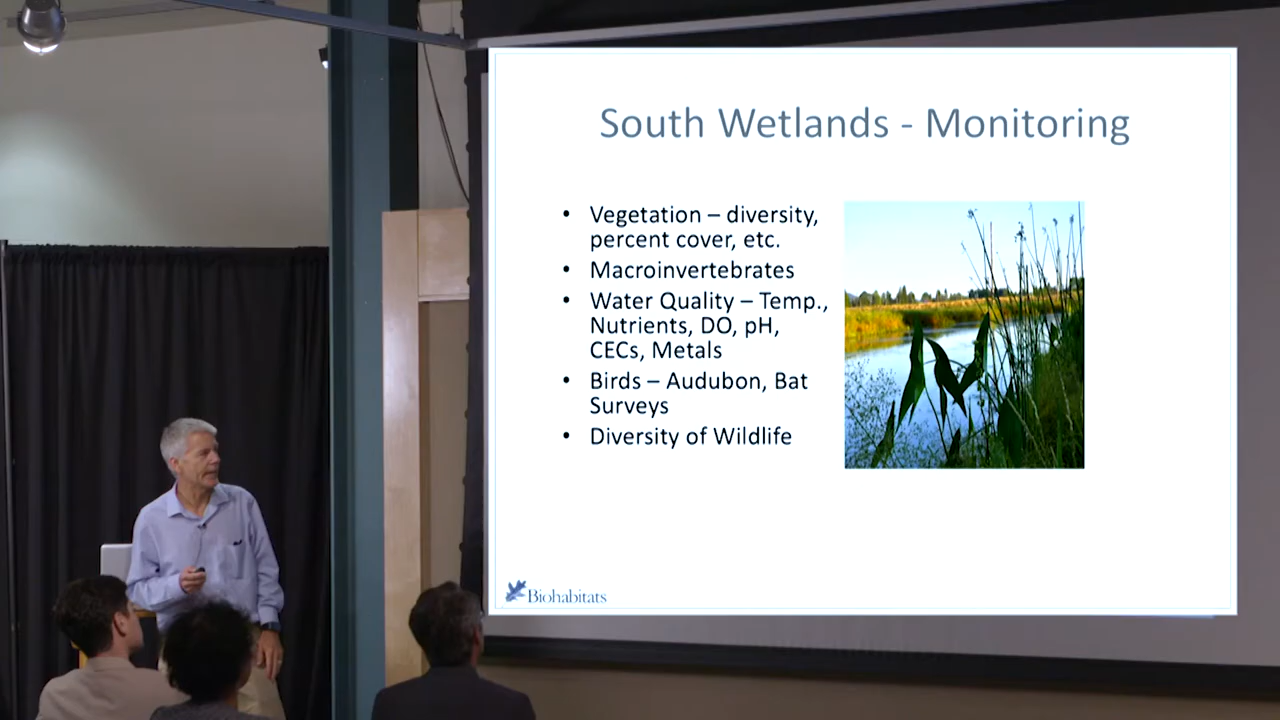 South Wetlands - Monitoring
• Vegetation – diversity,
percent cover, etc.
• Macroinvertebrates
• Water Quality – Temp.,
Nutrients, DO, pH,
CECs, Metals
• Birds – Audubon, Bat
Surveys
• Diversity of Wildlife
Biohabitats